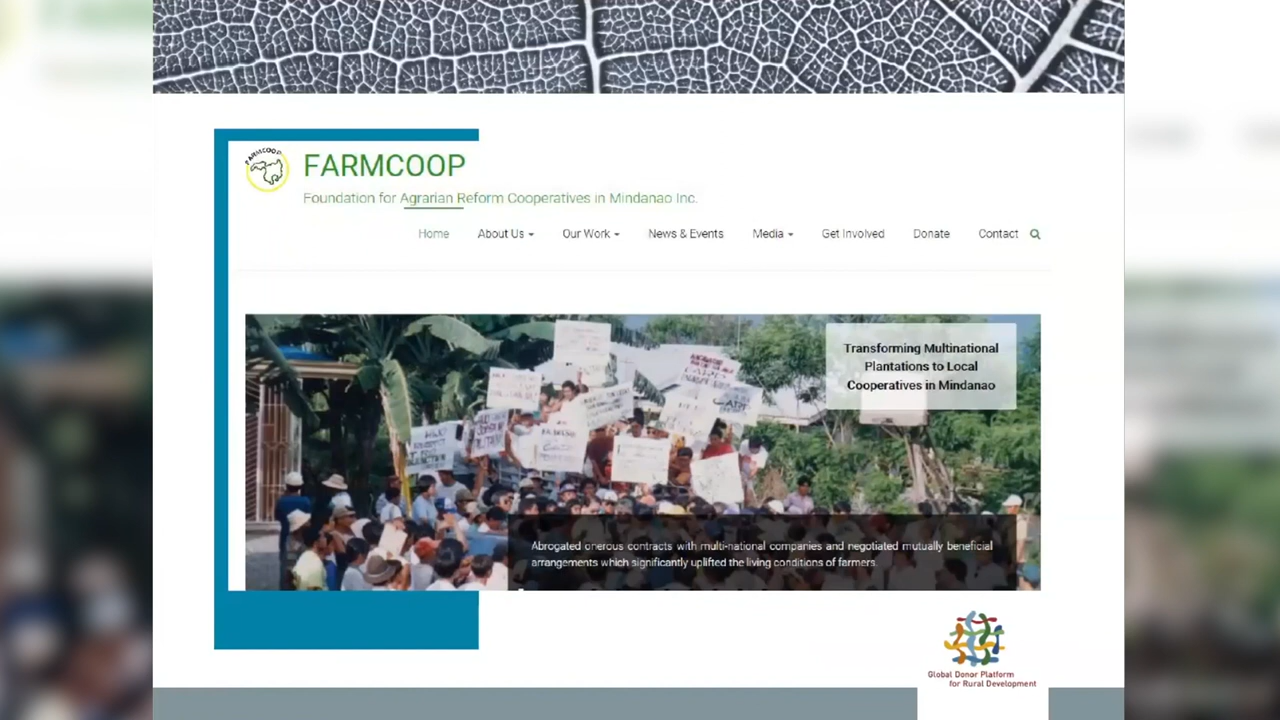 FARMCOOP
FARMCOOP
Foundation for Agrarian Reform Cooperatives in Mindanao Inc.
Home About Us Our Work News & Events Media Get Involved Donate Contact
Transforming Multinational
Plantations to Local
Cooperatives in Mindanao
CARP
Abrogated onerous contracts with multi-national companies and negotiated mutually beneficial
arrangements which significantly uplifted the living conditions of farmers.
Global Donor Platform
for Rural Development